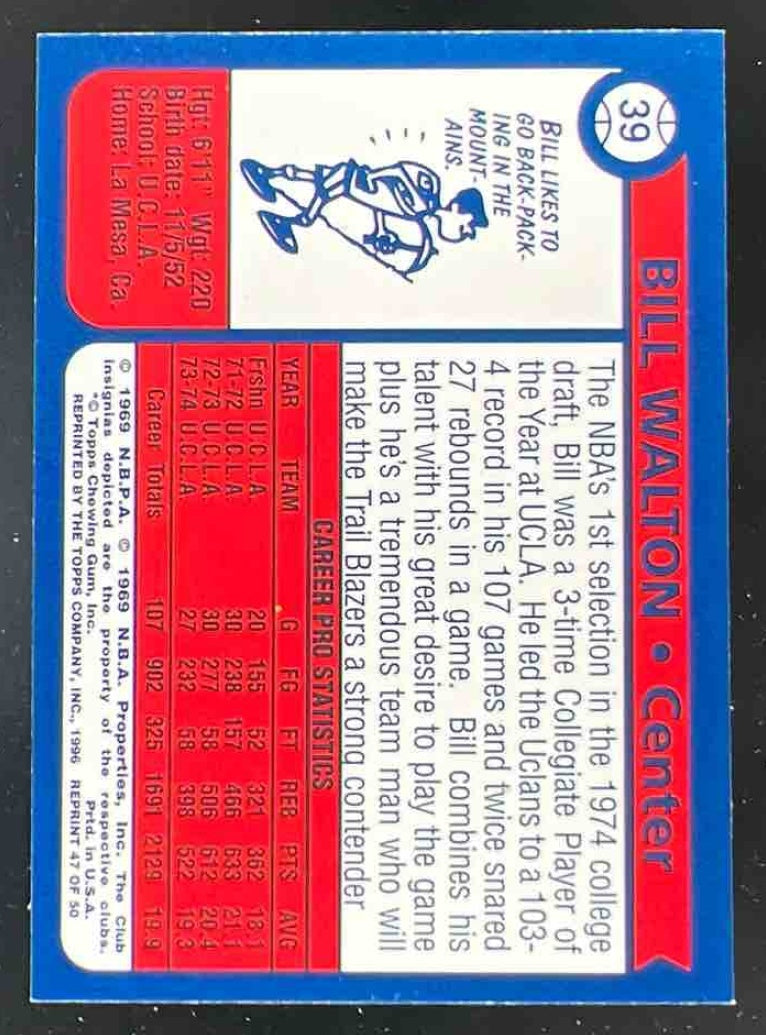 39
BILL WALTON • Center
BILL LIKES TO
GO BACK-PACK-
ING IN THE
MOUNT-
AINS.
Hgt: 6'11" Wgt: 220
Birth date: 11/5/52
School: U.C.L.A.
Home: La Mesa, Ca.
The NBA's 1st selection in the 1974 college
draft, Bill was a 3-time Collegiate Player of
the Year at UCLA. He led the Uclans to a 103-
4 record in his 107 games and twice snared
27 rebounds in a game. Bill combines his
talent with his great desire to play the game
plus he's a tremendous team man who will
make the Trail Blazers a strong contender
CAREER PRO STATISTICS
YEAR TEAM G FG FT REB PTS AVG
Frshn U.C.L.A. 20 155 52 321 362 18.1
71-72 U.C.L.A. 30 238 157 466 633 21.1
72-73 U.C.L.A. 30 277 58 506 612 20.4
73-74 U.C.L.A. 27 232 58 398 522 19.3
Career Totals 107 902 325 1691 2129 19.9
© 1969 N.B.P.A. © 1969 N.B.A. Properties, Inc. The Club
insignias depicted are the property of the respective clubs.
*© Topps Chewing Gum, Inc. Prtd. in U.S.A.
REPRINTED BY THE TOPPS COMPANY, INC., 1996 REPRINT 47 OF 50